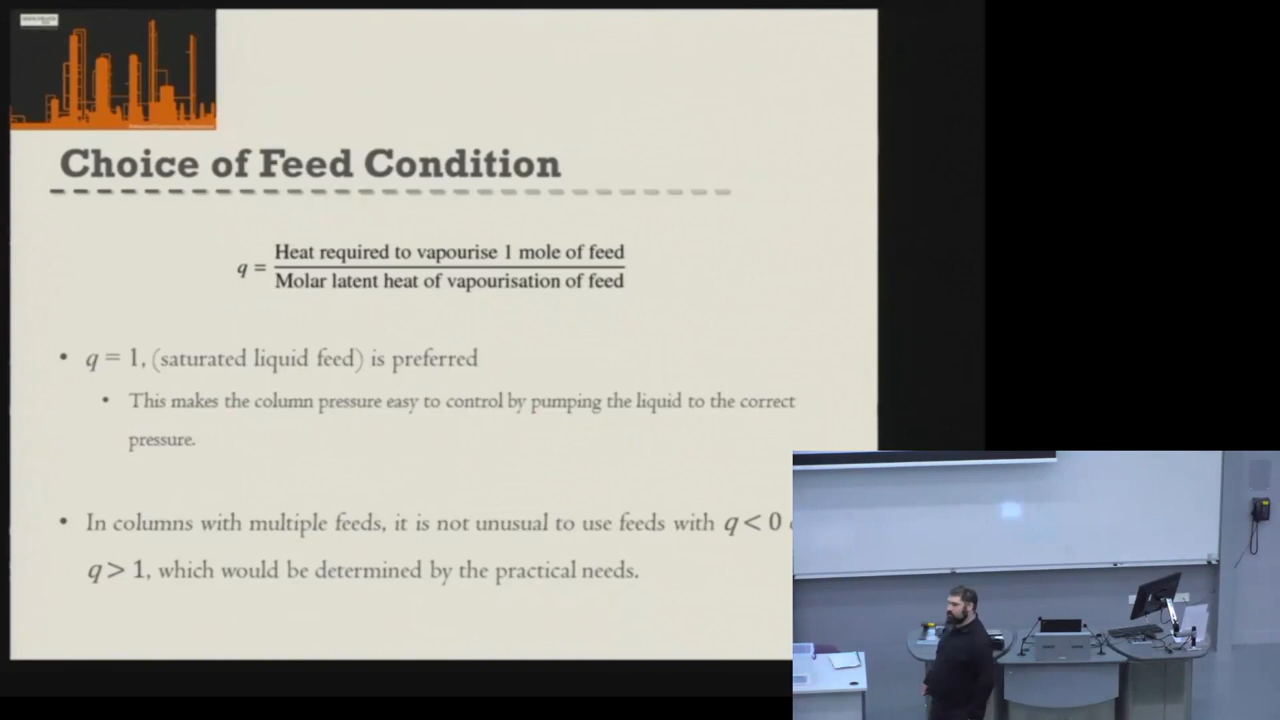 Choice of Feed Condition
q = Heat required to vapourise 1 mole of feed
Molar latent heat of vapourisation of feed
• q = 1, (saturated liquid feed) is preferred
• This makes the column pressure easy to control by pumping the liquid to the correct
pressure.
• In columns with multiple feeds, it is not unusual to use feeds with q < 0
q > 1, which would be determined by the practical needs.